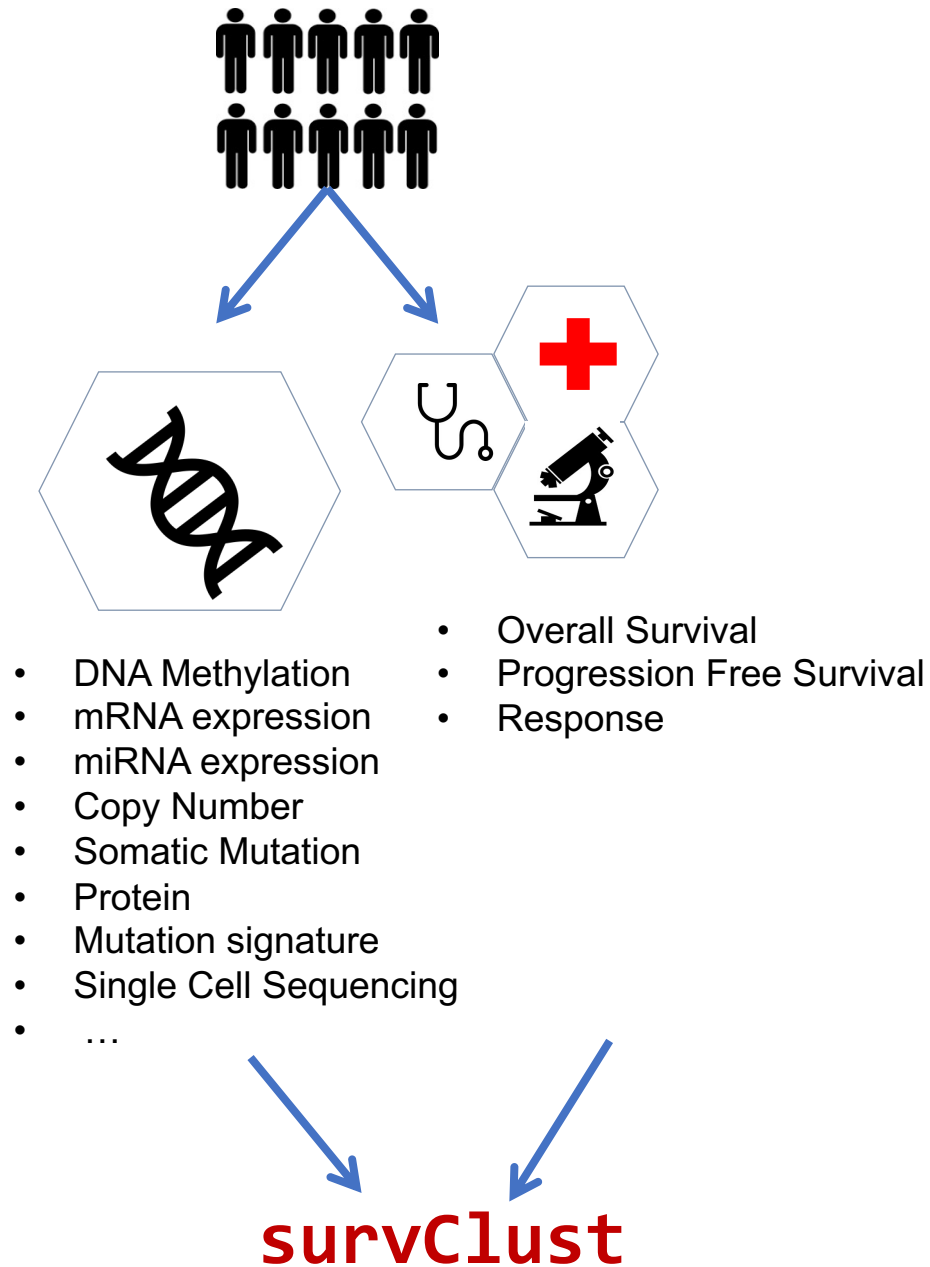 • DNA Methylation
• mRNA expression
• miRNA expression
• Copy Number
• Somatic Mutation
• Protein
• Mutation signature
• Single Cell Sequencing
• …
• Overall Survival
• Progression Free Survival
• Response
survClust